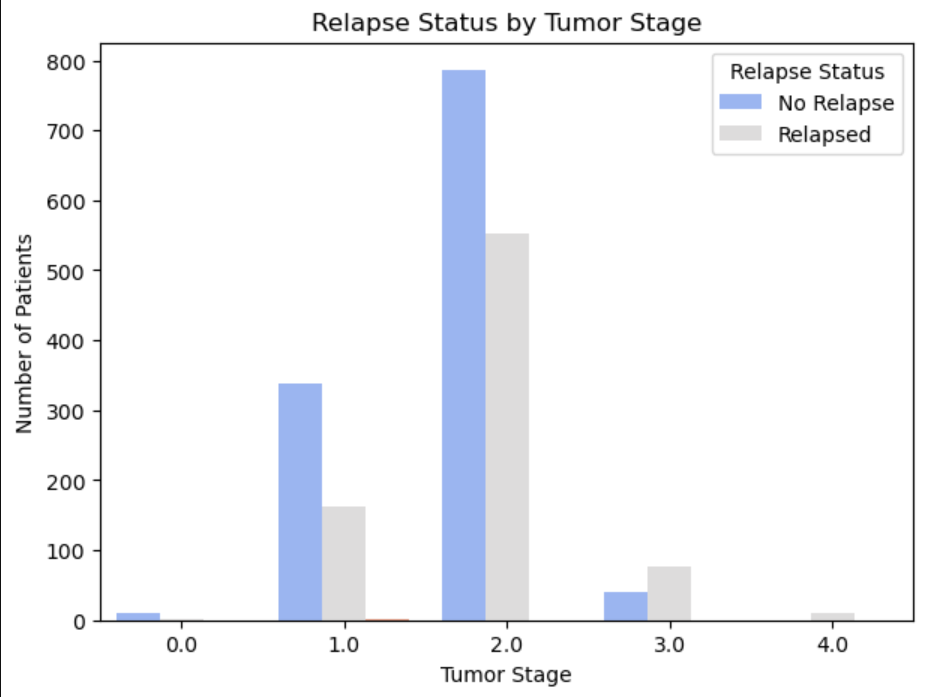 Relapse Status by Tumor Stage
Relapse Status
No Relapse
Relapsed
Number of Patients
800
700
600
500
400
300
200
100
0
0.0 1.0 2.0 3.0 4.0
Tumor Stage